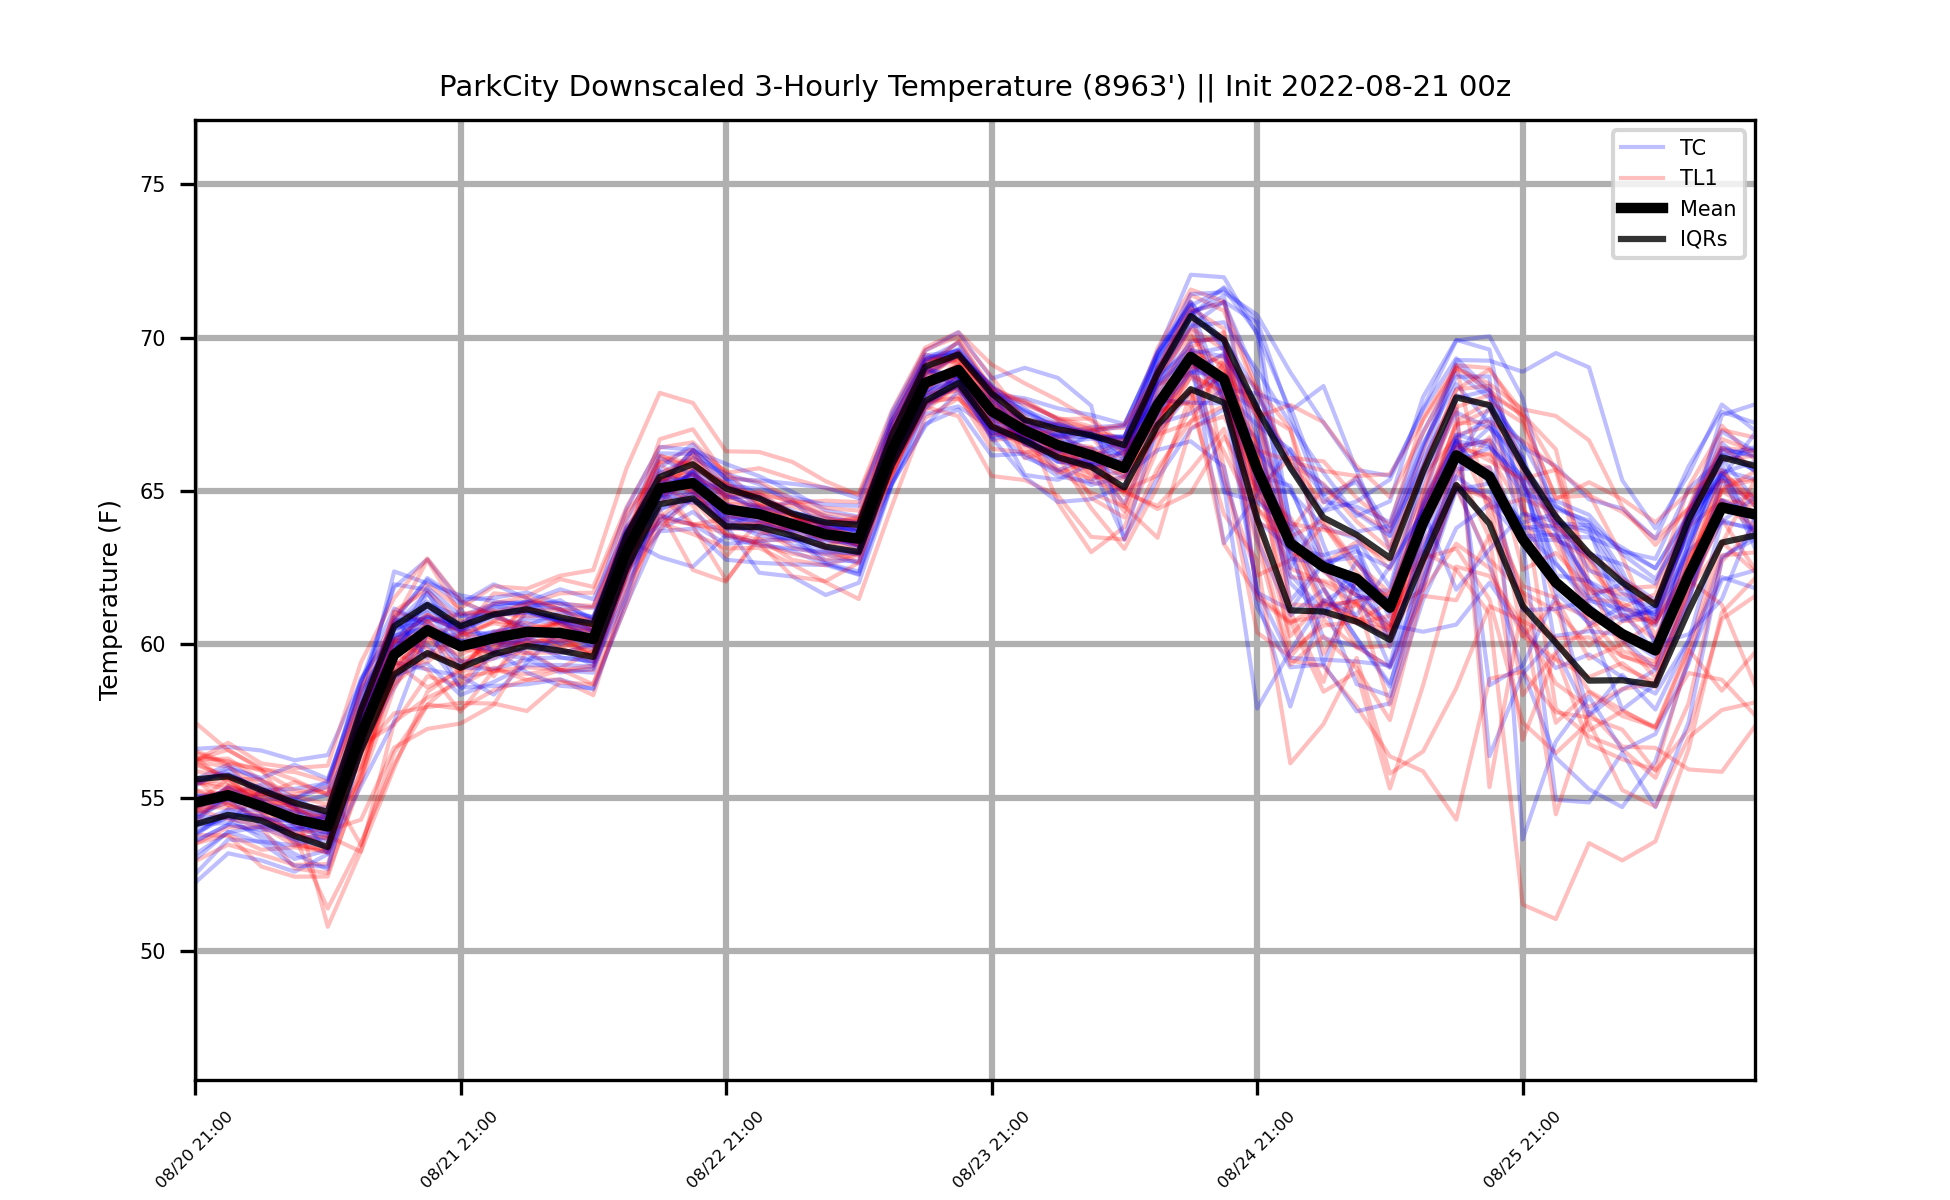 ParkCity Downscaled 3-Hourly Temperature (8963') || Init 2022-08-21 00z
TC
TL1
Mean
IQRs
Temperature (F)
75
70
65
60
55
50
08/20 21:00
08/21 21:00
08/22 21:00
08/23 21:00
08/24 21:00
08/25 21:00